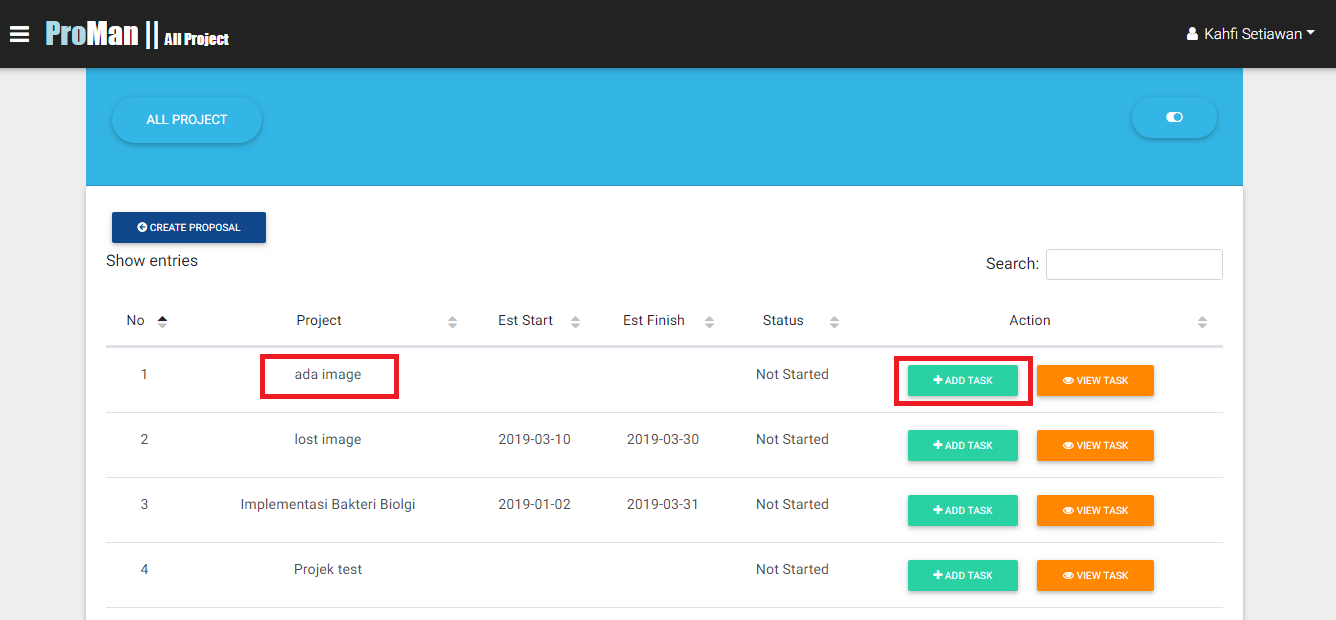 ProMan || All Project
Kahfi Setiawan
ALL PROJECT
CREATE PROPOSAL
Show entries
Search:
No Project Est Start Est Finish Status Action
1 ada image Not Started ADD TASK VIEW TASK
2 lost image 2019-03-10 2019-03-30 Not Started ADD TASK VIEW TASK
3 Implementasi Bakteri Biolgi 2019-01-02 2019-03-31 Not Started ADD TASK VIEW TASK
4 Projek test Not Started ADD TASK VIEW TASK